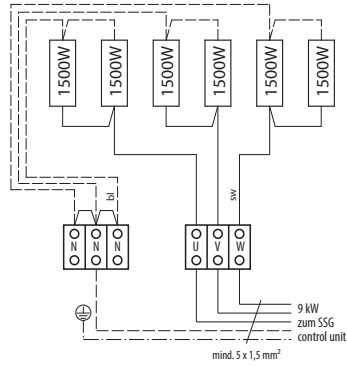 1500W
1500W
1500W
1500W
1500W
1500W
bl
sw
N N N
U V W
9 kW
zum SSG
control unit
mind. 5 x 1,5 mm²